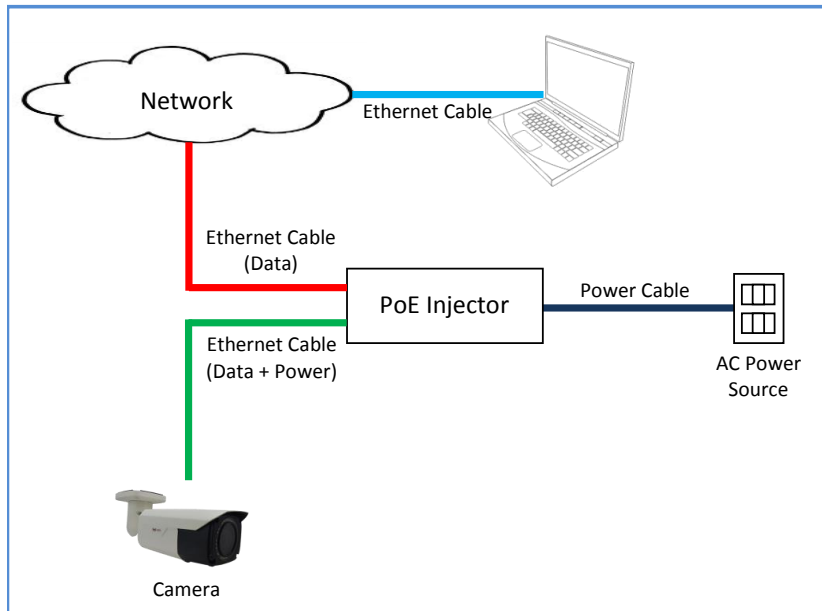 Network
Ethernet Cable
Ethernet Cable
(Data)
PoE Injector
Power Cable
Ethernet Cable
(Data + Power)
AC Power
Source
Camera